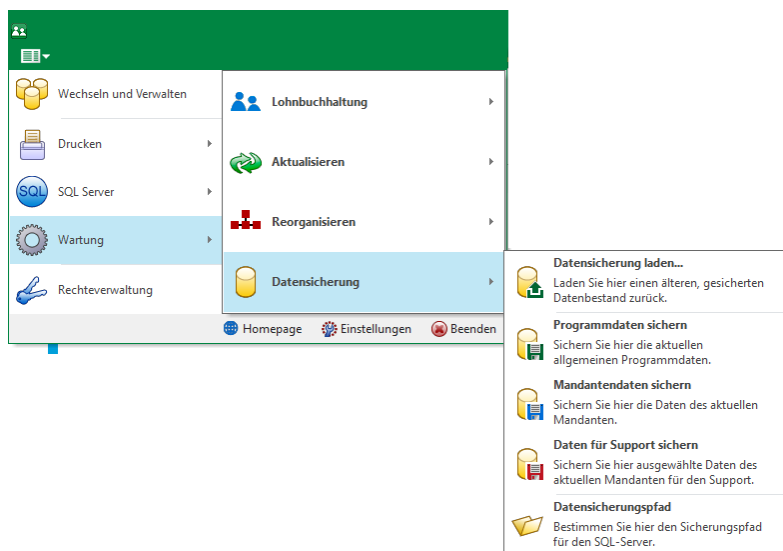 Wechseln und Verwalten
Drucken
SQL
SQL Server
Wartung
Rechteverwaltung
Lohnbuchhaltung
Aktualisieren
Reorganisieren
Datensicherung
Homepage
Einstellungen
Beenden
Datensicherung laden...
Laden Sie hier einen älteren, gesicherten
Datenbestand zurück.
Programmdaten sichern
Sichern Sie hier die aktuellen
allgemeinen Programmdaten.
Mandantendaten sichern
Sichern Sie hier die Daten des aktuellen
Mandanten.
Daten für Support sichern
Sichern Sie hier ausgewählte Daten des
aktuellen Mandanten für den Support.
Datensicherungspfad
Bestimmen Sie hier den Sicherungspfad
für den SQL-Server.